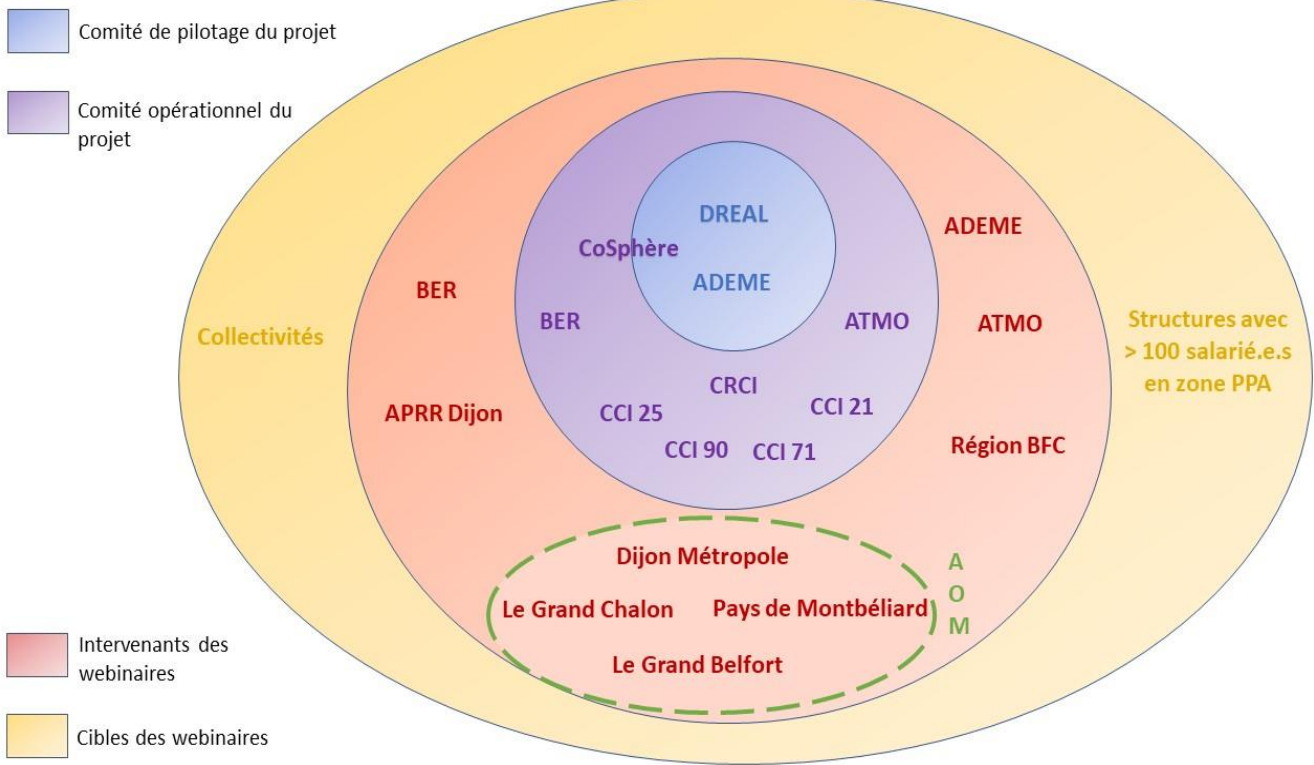 Comité de pilotage du projet
Comité opérationnel du
projet
DREAL
CoSphère
ADEME
BER
ATMO
CRCI
CCI 25
CCI 21
CCI 90
CCI 71
BER
APRR Dijon
ADEME
ATMO
Région BFC
Collectivités
Structures avec
> 100 salarié.e.s
en zone PPA
Dijon Métropole
Le Grand Chalon
Pays de Montbéliard
Le Grand Belfort
A
O
M
Intervenants des
webinaires
Cibles des webinaires